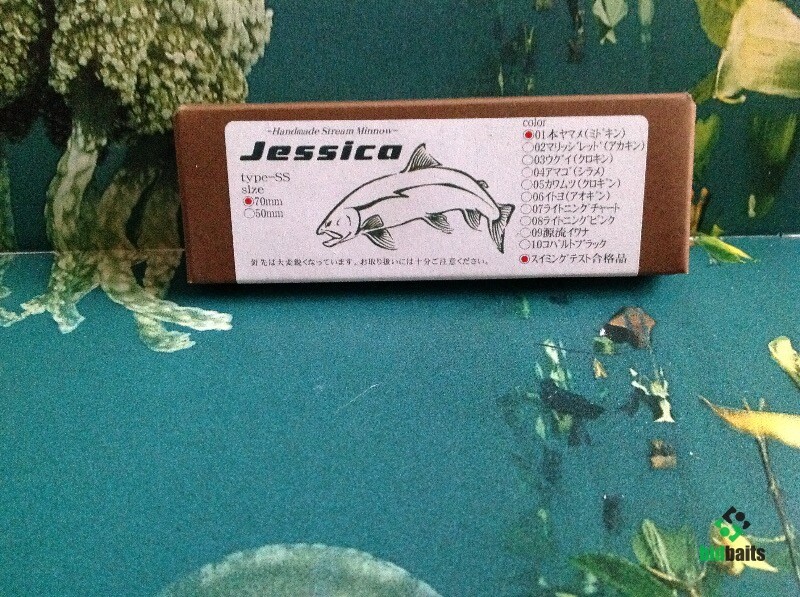 ~Handmade Stream Minnow~
Jessica
type-SS
size
◉70mm
○50mm
color
◉01本ヤマメ(ミドキン)
○02マリッジレッド(アカキン)
○03ウグイ(クロキン)
○04アマゴ(シラメ)
○05カワムツ(クロギン)
○06イトヨ(アオギン)
○07ライトニングチャート
○08ライトニングピンク
○09源流イワナ
○10コバルトブラック
◉スイミングテスト合格品
針先は大変鋭くなっています。お取り扱いには十分ご注意ください。
baits